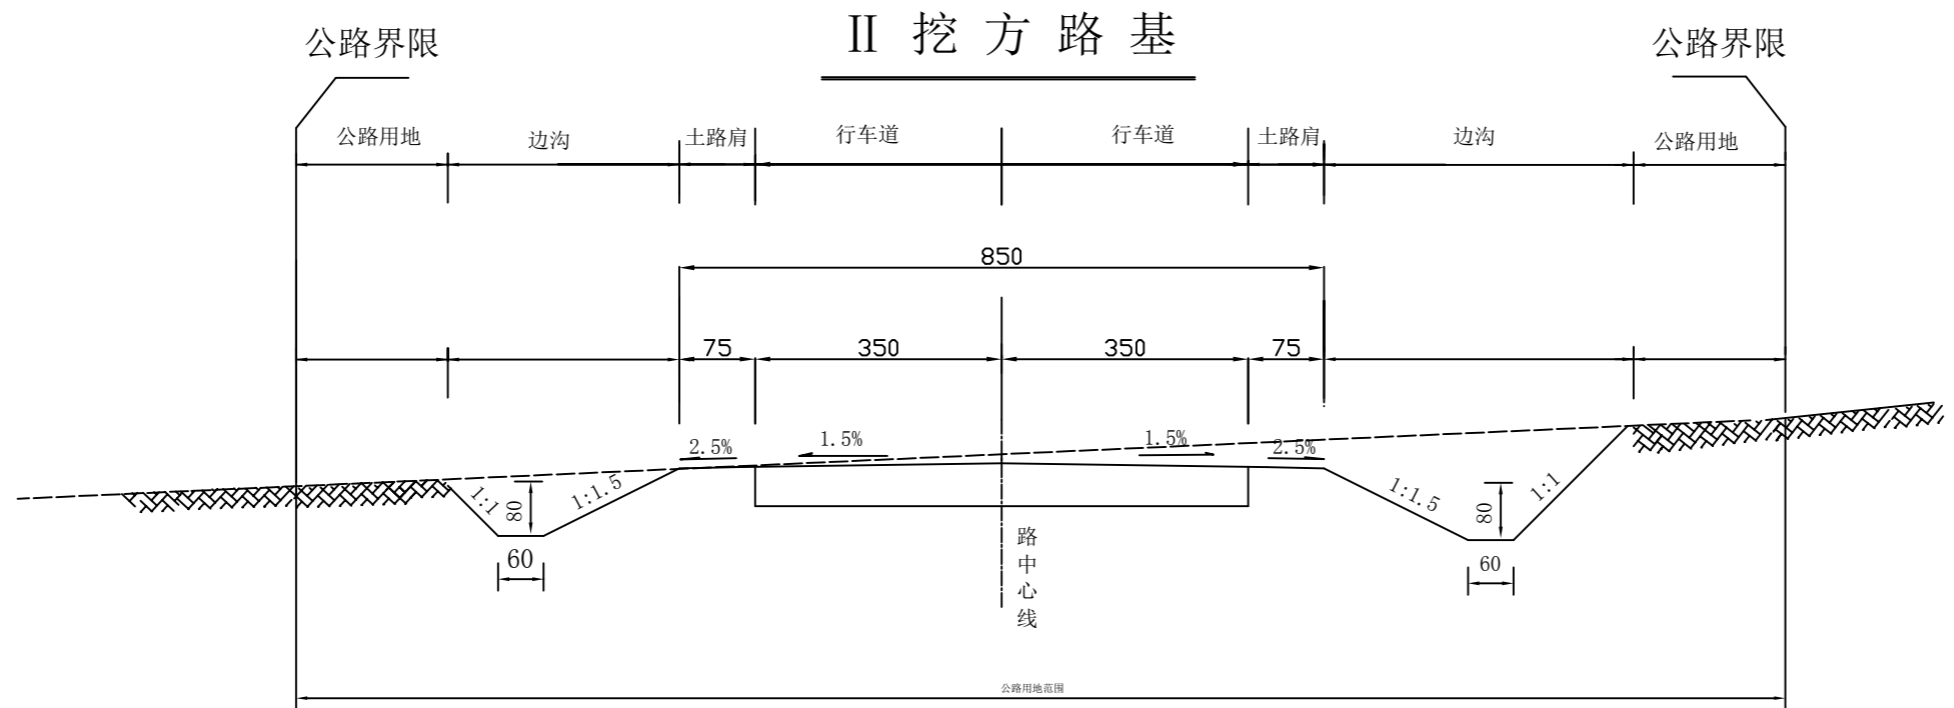 II 挖方路基
公路界限
公路界限
公路用地
边沟
土路肩
行车道
行车道
土路肩
边沟
公路用地
850
75
350
350
75
2.5%
1.5%
1.5%
2.5%
1:1
80
1:1.5
1:1.5
80
1:1
60
60
路中心线
公路用地范围